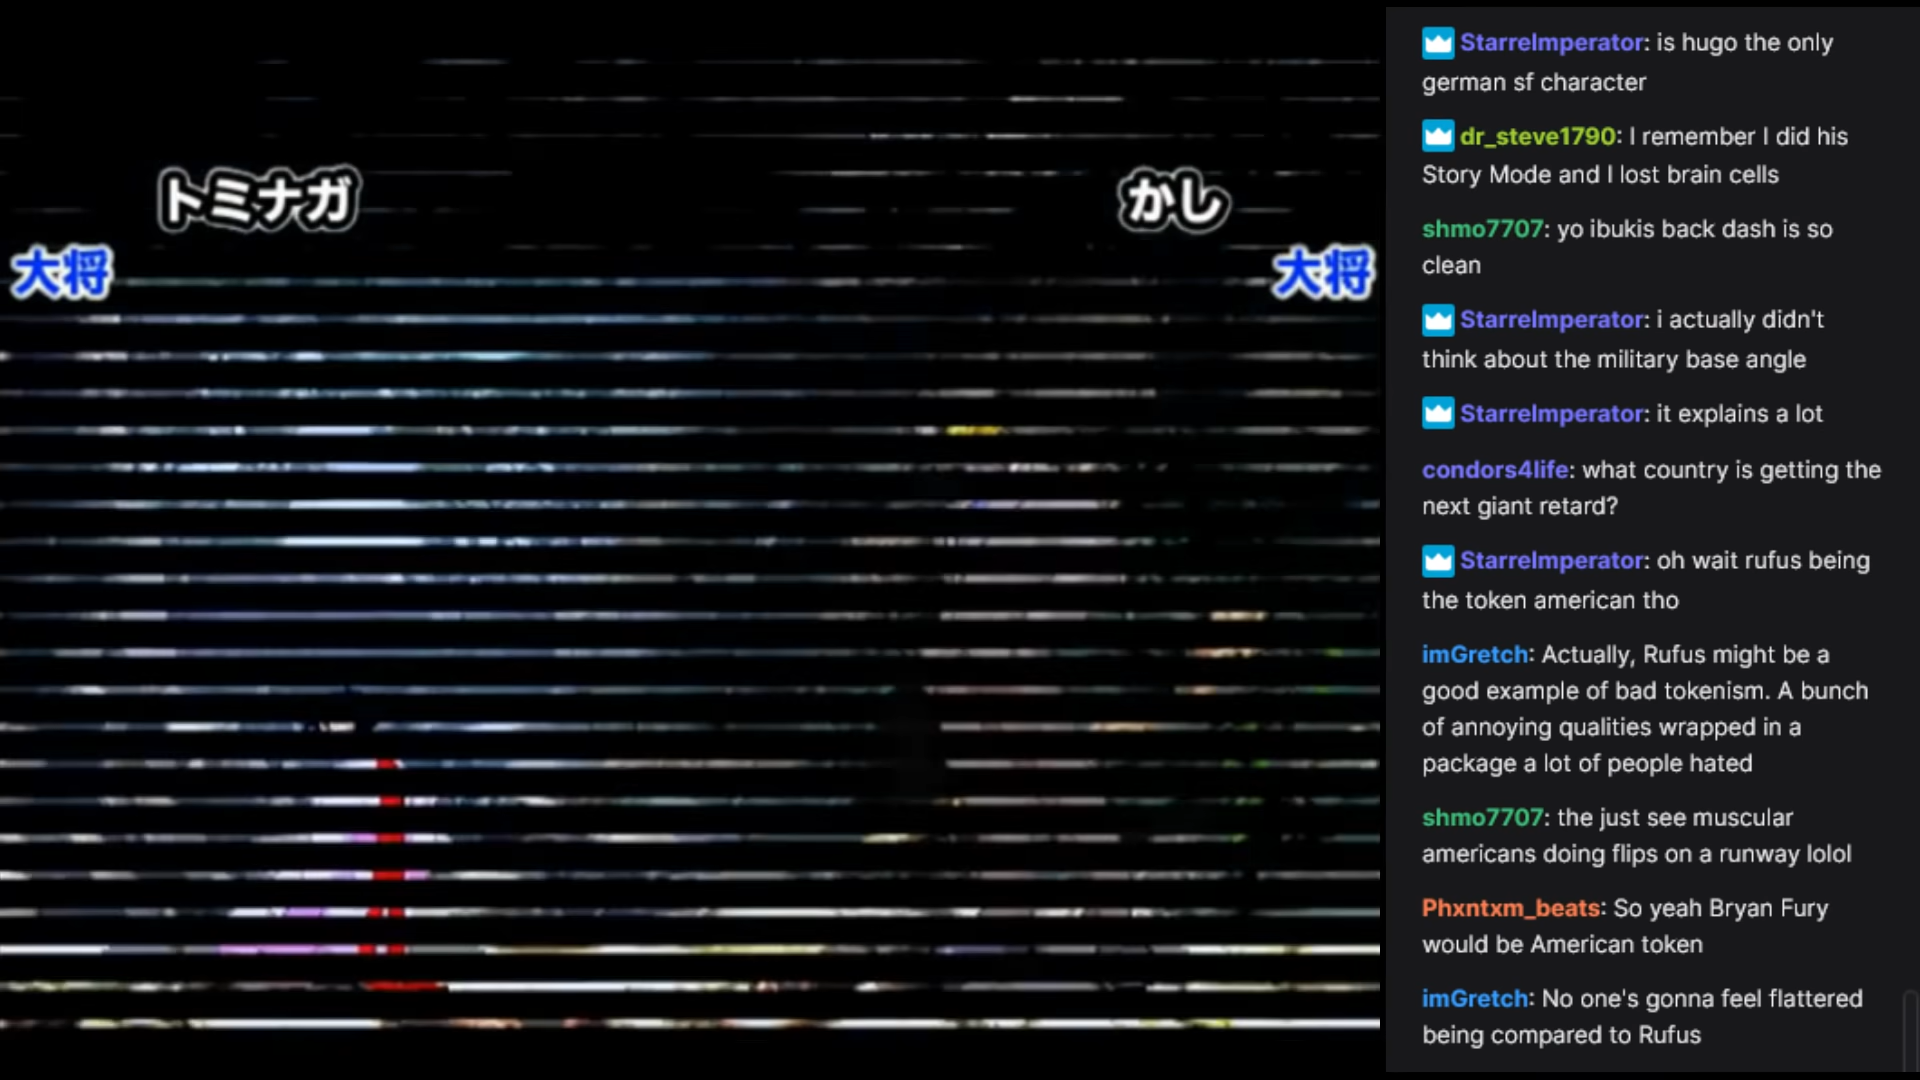 トミナガ
かし
大将
大将
StarreImperator: is hugo the only
german sf character
dr_steve1790: I remember I did his
Story Mode and I lost brain cells
shmo7707: yo ibukis back dash is so
clean
StarreImperator: i actually didn't
think about the military base angle
StarreImperator: it explains a lot
condors4life: what country is getting the
next giant retard?
StarreImperator: oh wait rufus being
the token american tho
imGretch: Actually, Rufus might be a
good example of bad tokenism. A bunch
of annoying qualities wrapped in a
package a lot of people hated
shmo7707: the just see muscular
americans doing flips on a runway lolol
Phxntxm_beats: So yeah Bryan Fury
would be American token
imGretch: No one's gonna feel flattered
being compared to Rufus